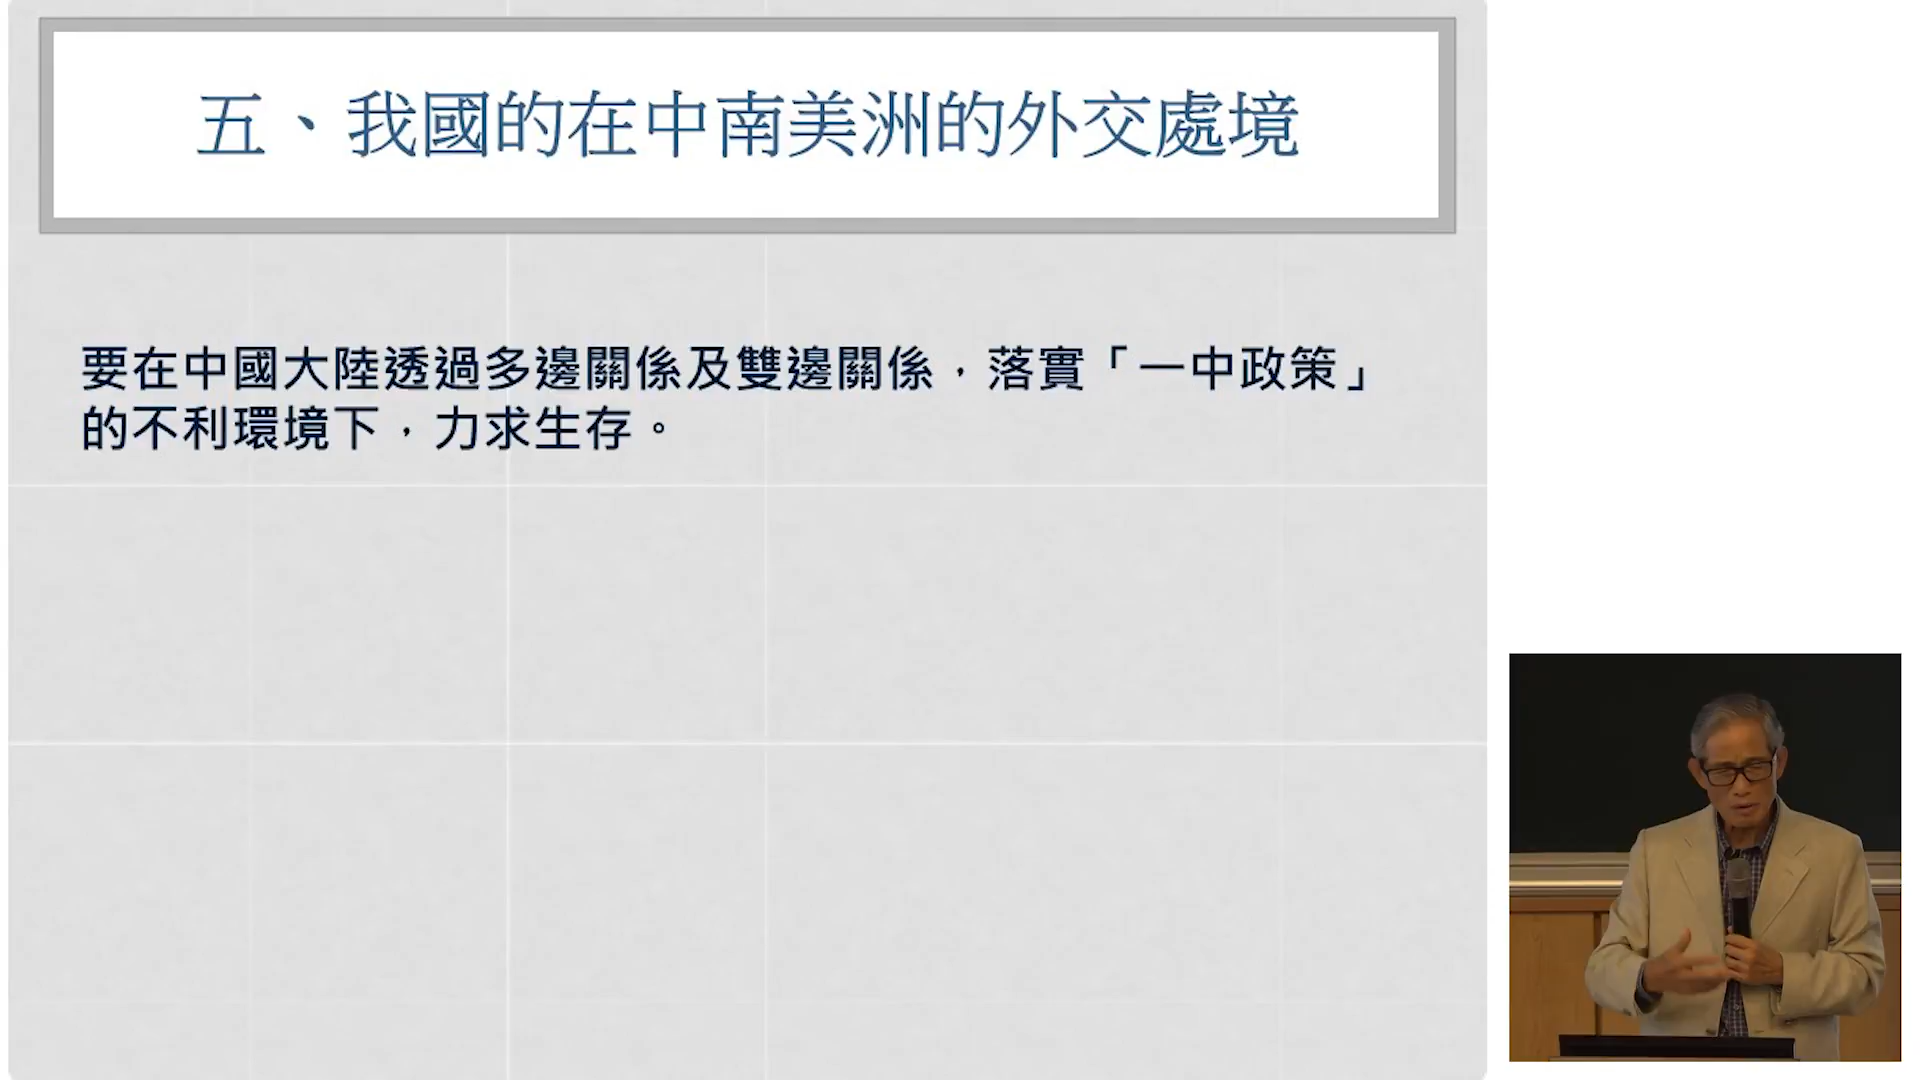 五、我國的在中南美洲的外交處境
要在中國大陸透過多邊關係及雙邊關係，落實「一中政策」
的不利環境下，力求生存。